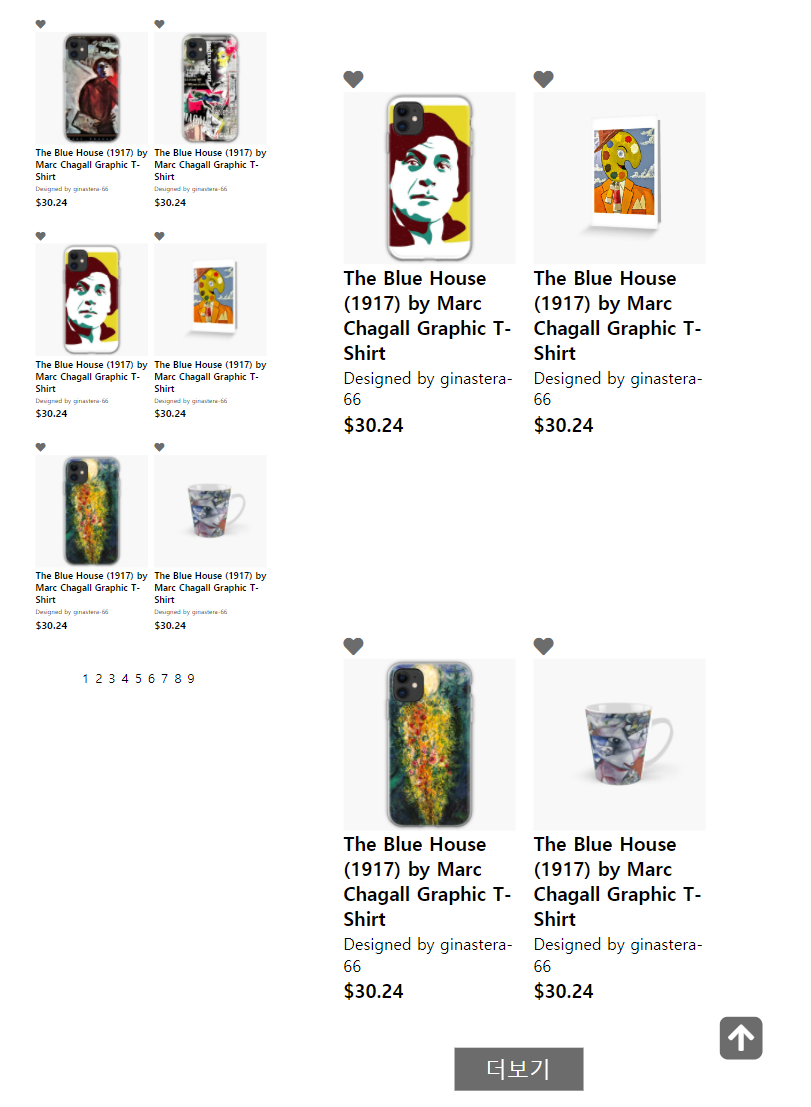 The Blue House (1917) by
Marc Chagall Graphic T-
Shirt
Designed by ginastera-66
$30.24
The Blue House (1917) by
Marc Chagall Graphic T-
Shirt
Designed by ginastera-66
$30.24
The Blue House (1917) by
Marc Chagall Graphic T-
Shirt
Designed by ginastera-66
$30.24
The Blue House (1917) by
Marc Chagall Graphic T-
Shirt
Designed by ginastera-66
$30.24
The Blue House (1917) by
Marc Chagall Graphic T-
Shirt
Designed by ginastera-66
$30.24
The Blue House (1917) by
Marc Chagall Graphic T-
Shirt
Designed by ginastera-66
$30.24
1 2 3 4 5 6 7 8 9
The Blue House
(1917) by Marc
Chagall Graphic T-
Shirt
Designed by ginastera-
66
$30.24
The Blue House
(1917) by Marc
Chagall Graphic T-
Shirt
Designed by ginastera-
66
$30.24
The Blue House
(1917) by Marc
Chagall Graphic T-
Shirt
Designed by ginastera-
66
$30.24
The Blue House
(1917) by Marc
Chagall Graphic T-
Shirt
Designed by ginastera-
66
$30.24
더보기